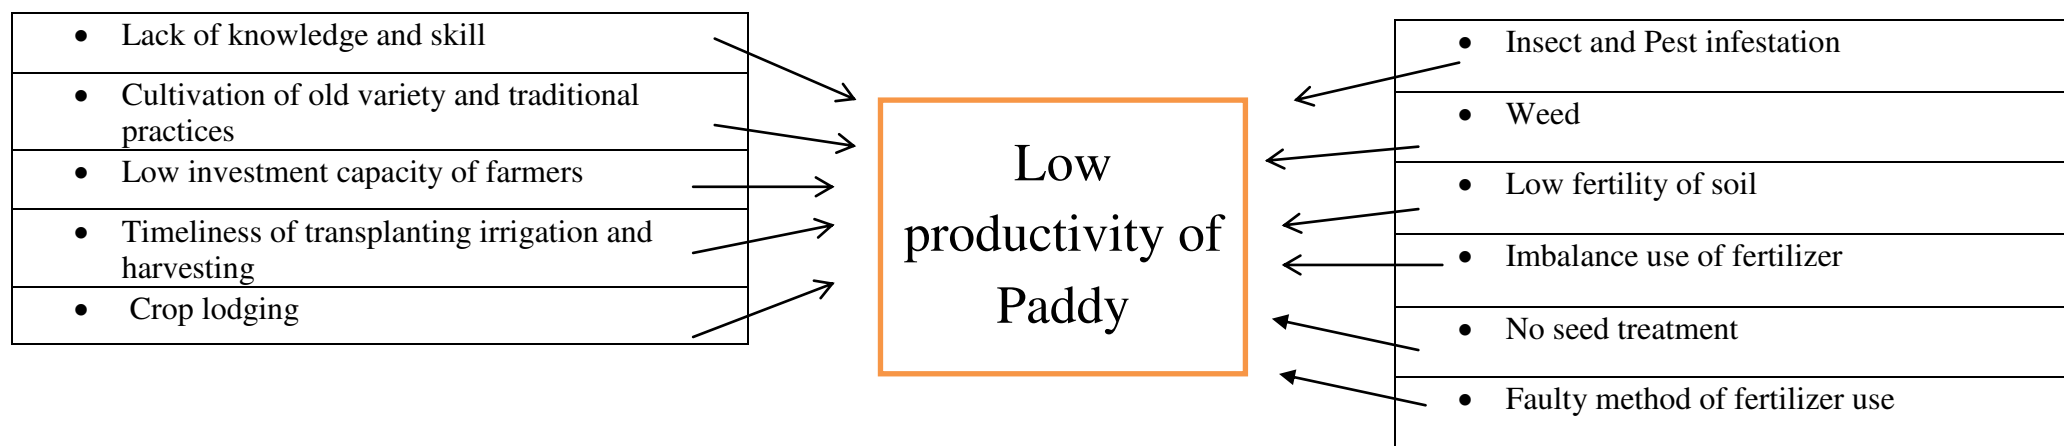 • Lack of knowledge and skill
• Cultivation of old variety and traditional
practices
• Low investment capacity of farmers
• Timeliness of transplanting irrigation and
harvesting
• Crop lodging
Low
productivity of
Paddy
• Insect and Pest infestation
• Weed
• Low fertility of soil
• Imbalance use of fertilizer
• No seed treatment
• Faulty method of fertilizer use